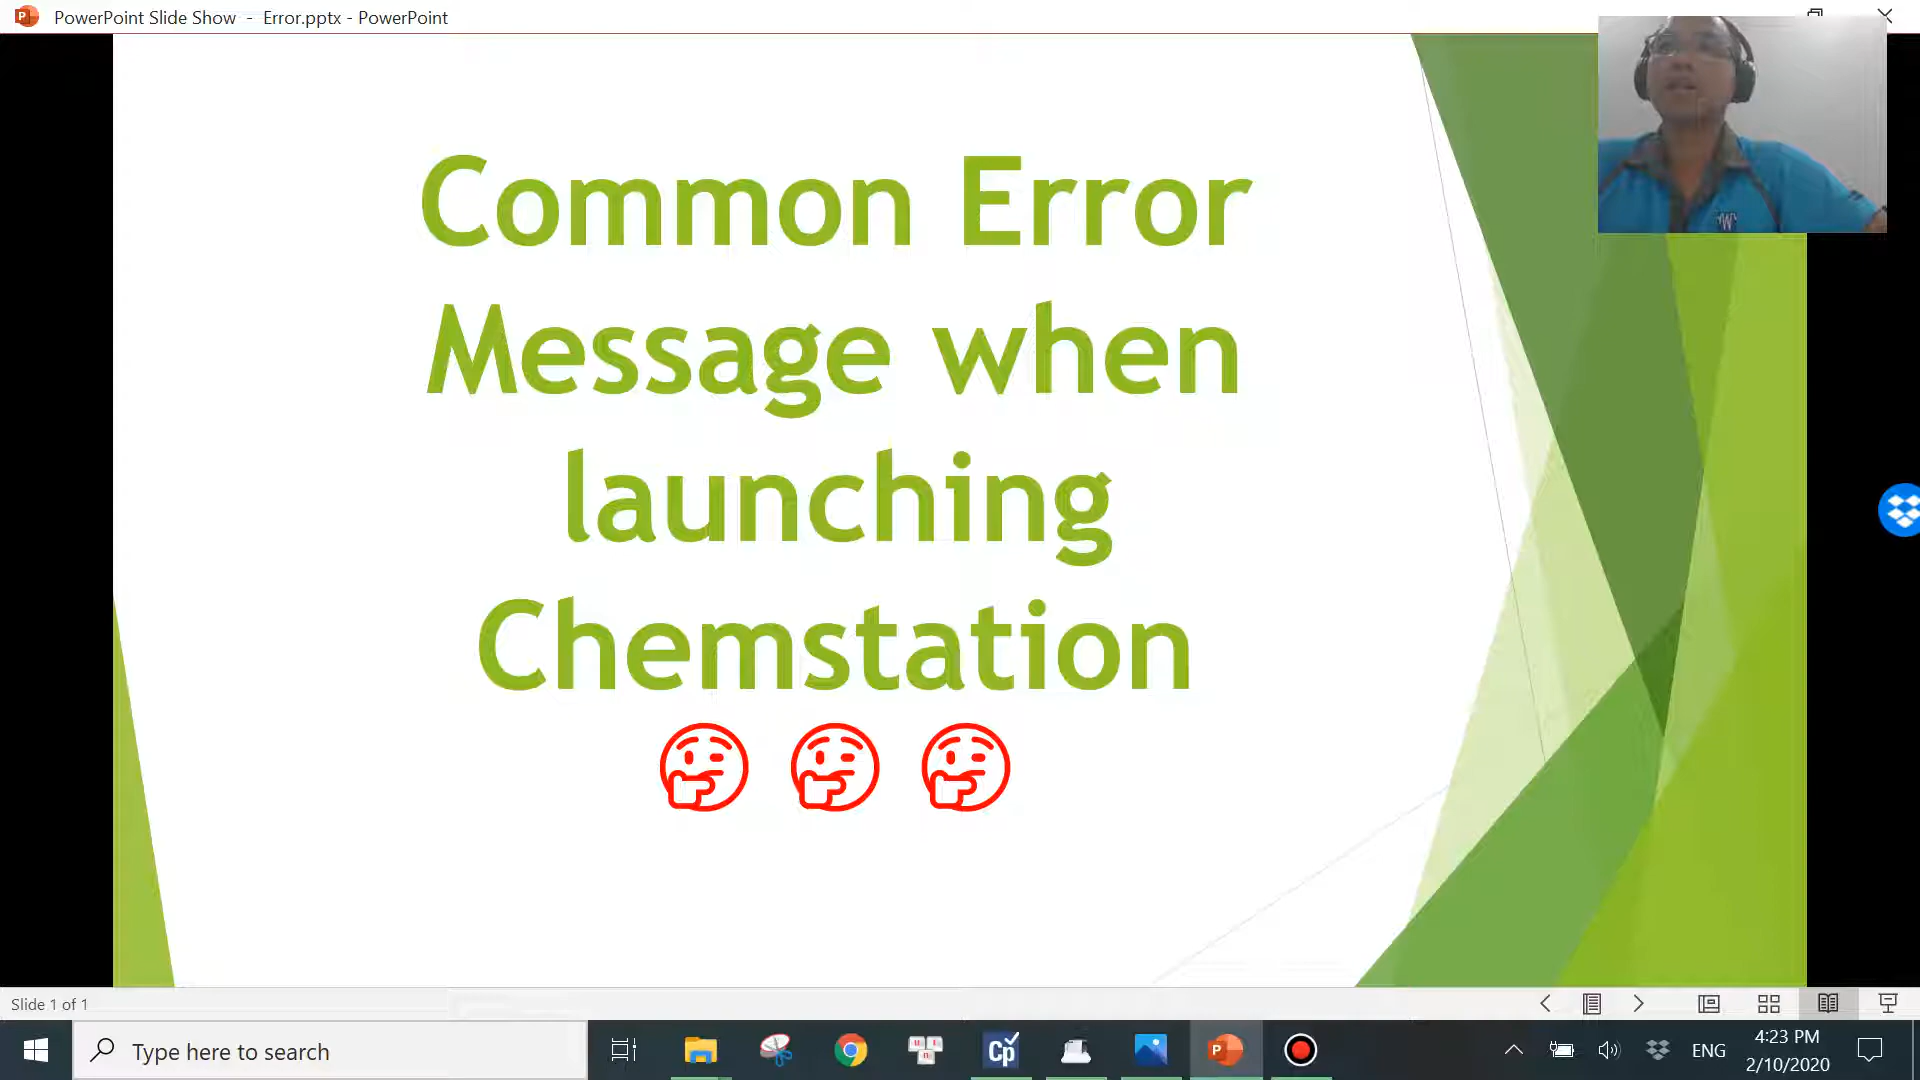 PowerPoint Slide Show - Error.pptx - PowerPoint
Common Error
Message when
launching
Chemstation
Slide 1 of 1
Type here to search
Cp
ENG
4:23 PM
2/10/2020